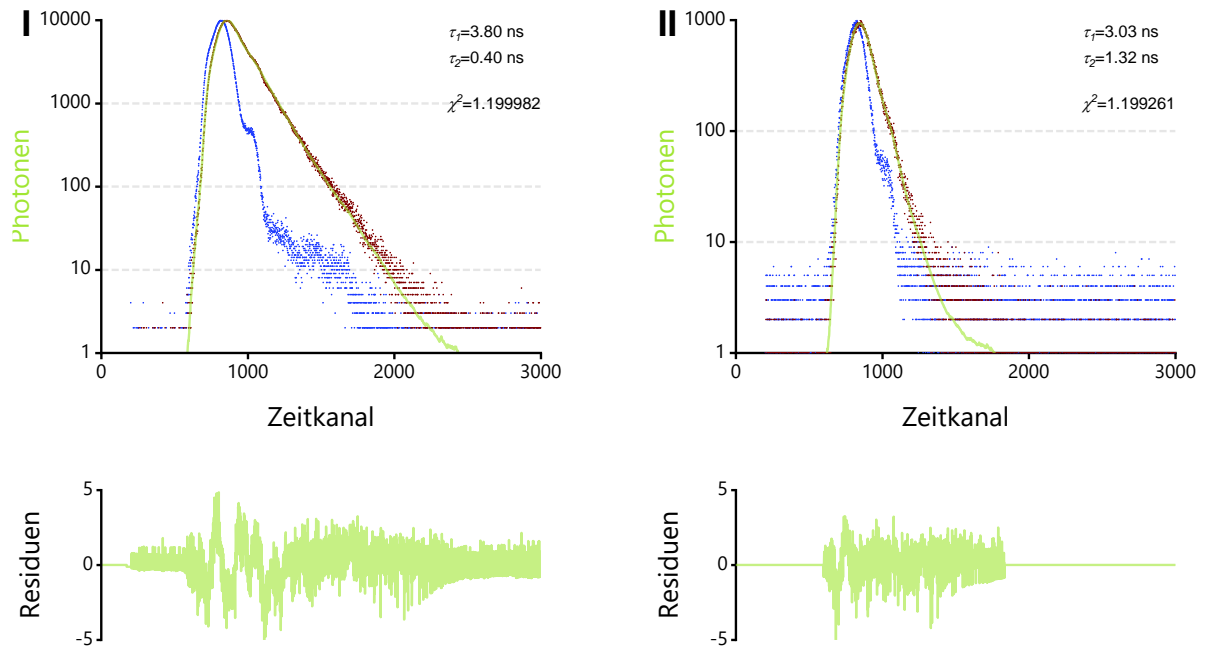 I
10000
1000
100
10
1
Photonen
τ1=3.80 ns
τ2=0.40 ns
χ2=1.199982
0
1000
2000
3000
Zeitkanal
5
0
-5
Residuen
II
1000
100
10
1
Photonen
τ1=3.03 ns
τ2=1.32 ns
χ2=1.199261
0
1000
2000
3000
Zeitkanal
5
0
-5
Residuen